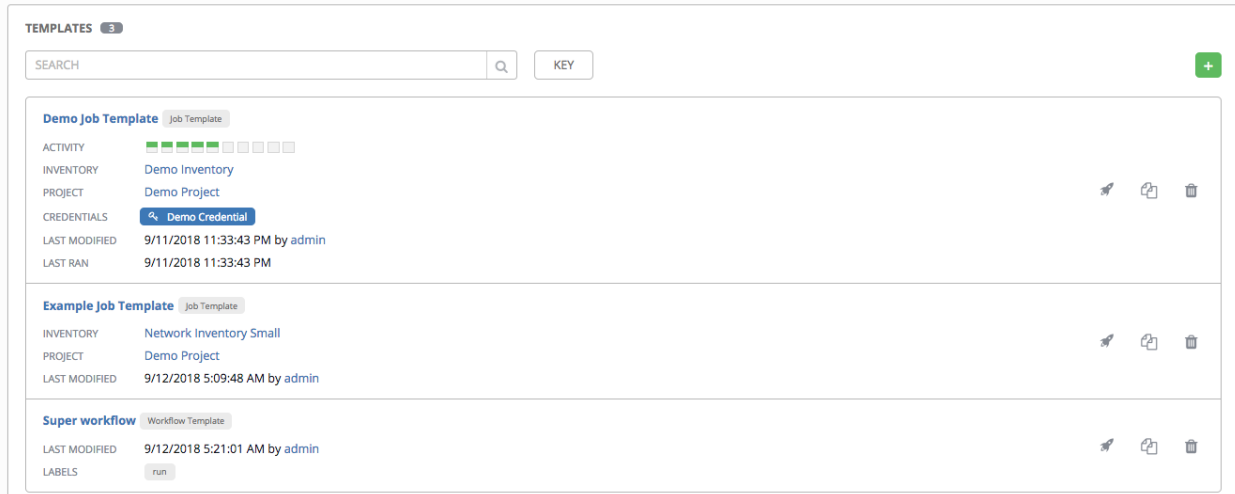 TEMPLATES 3
SEARCH KEY +
Demo Job Template Job Template
ACTIVITY
INVENTORY Demo Inventory
PROJECT Demo Project
CREDENTIALS Demo Credential
LAST MODIFIED 9/11/2018 11:33:43 PM by admin
LAST RAN 9/11/2018 11:33:43 PM
Example Job Template Job Template
INVENTORY Network Inventory Small
PROJECT Demo Project
LAST MODIFIED 9/12/2018 5:09:48 AM by admin
Super workflow Workflow Template
LAST MODIFIED 9/12/2018 5:21:01 AM by admin
LABELS run